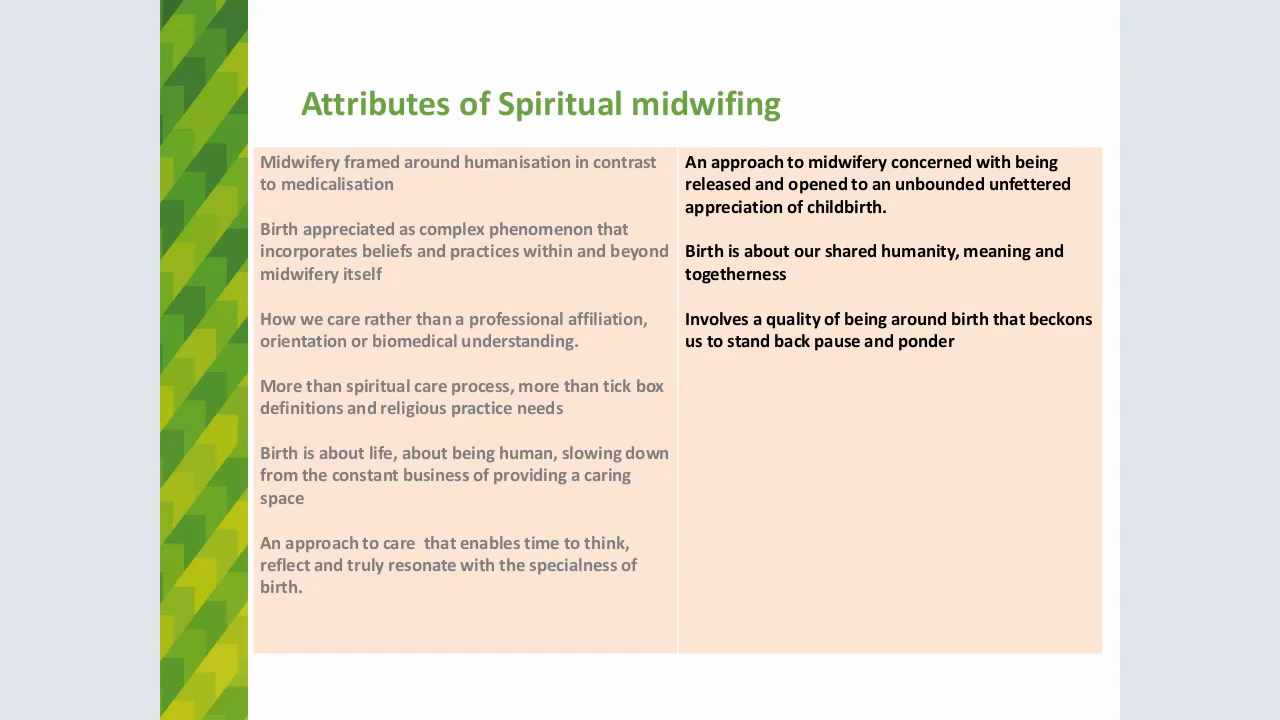 Attributes of Spiritual midwifing
Midwifery framed around humanisation in contrast
to medicalisation
Birth appreciated as complex phenomenon that
incorporates beliefs and practices within and beyond
midwifery itself
How we care rather than a professional affiliation,
orientation or biomedical understanding.
More than spiritual care process, more than tick box
definitions and religious practice needs
Birth is about life, about being human, slowing down
from the constant business of providing a caring
space
An approach to care  that enables time to think,
reflect and truly resonate with the specialness of
birth.
An approach to midwifery concerned with being
released and opened to an unbounded unfettered
appreciation of childbirth.
Birth is about our shared humanity, meaning and
togetherness
Involves a quality of being around birth that beckons
us to stand back pause and ponder